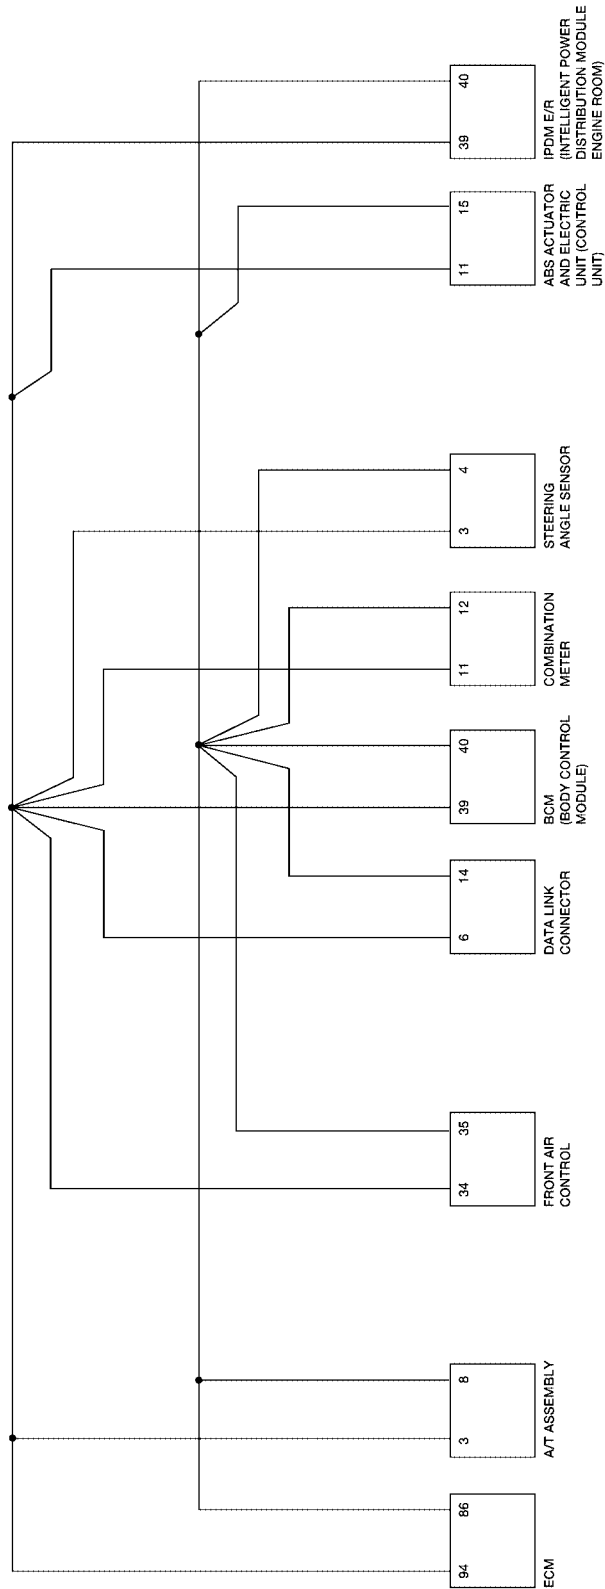 94
86
ECM
3
8
A/T ASSEMBLY
34
35
FRONT AIR
CONTROL
6
14
DATA LINK
CONNECTOR
39
40
BCM
(BODY CONTROL
MODULE)
11
12
COMBINATION
METER
3
4
STEERING
ANGLE SENSOR
11
15
ABS ACTUATOR
AND ELECTRIC
UNIT (CONTROL
UNIT)
39
40
IPDM E/R
(INTELLIGENT POWER
DISTRIBUTION MODULE
ENGINE ROOM)